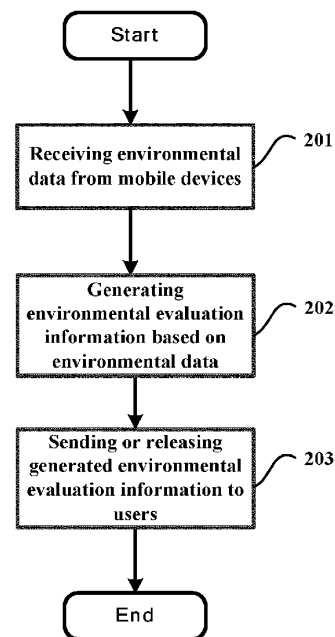 Start
201
Receiving environmental
data from mobile devices
202
Generating
environmental evaluation
information based on
environmental data
Sending or releasing
generated environmental
evaluation information to
users
203
End